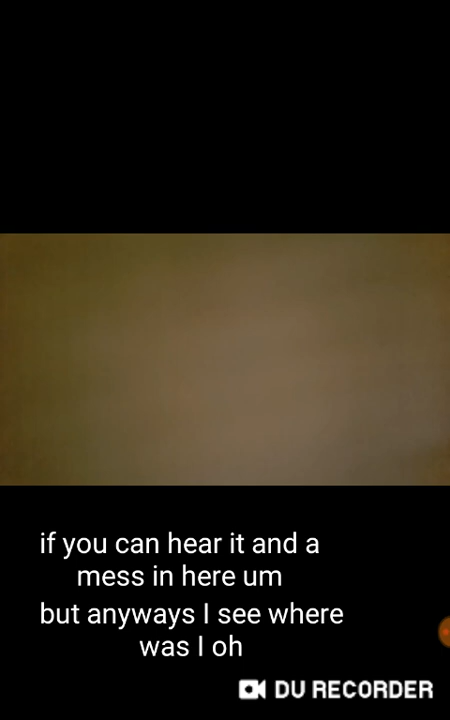 if you can hear it and a
mess in here um
but anyways I see where
was I oh
DU RECORDER